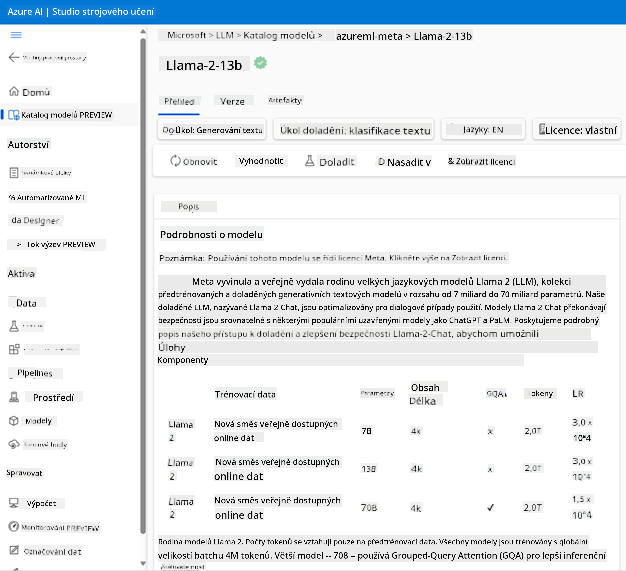 Azure AI | Studio strojového učení
Microsoft > LLM > Katalog modelů > azureml-meta > Llama-2-13b
Llama-2-13b
Přehled
Verze
Artefakty
Úkol: Generování textu
Úkol doladění: klasifikace textu
Jazyky: EN
Licence: vlastní
Obnovit
Vyhodnotit
Doladit
Nasadit v
& Zobrazit licenci
Domů
Katalog modelů PREVIEW
Autorství
% Automatizované ML
da Designer
> Tok výzev PREVIEW
Aktiva
Data
Pipelines
Prostředí
Modely
Koncové body
Spravovat
Výpočet
Monitorování PREVIEW
Označování dat
Popis
Podrobnosti o modelu
Poznámka: Používání tohoto modelu se řídí licencí Meta. Klikněte výše na Zobrazit licenci.
Meta vyvinula a veřejně vydala rodinu velkých jazykových modelů Llama 2 (LLM), kolekci
předtrénovaných a doladěných generativních textových modelů v rozsahu od 7 miliard do 70 miliard parametrů. Naše
doladěné LLM, nazývané Llama 2 Chat, jsou optimalizovány pro dialogové případy použití. Modely Llama 2 Chat překonávají
bezpečností jsou srovnatelné s některými populárními uzavřenými modely jako ChatGPT a PaLM. Poskytujeme podrobný
popis našeho přístupu k doladění a zlepšení bezpečnosti Llama-2-Chat, abychom umožnili
Úlohy
Komponenty
Trénovací data
Parametry
Obsah
Délka
GQA
Tokeny
LR
Llama
2
Nová směs veřejně dostupných
online dat
7B
4k
x
2,0T
3,0 x
10^4
Llama
2
Nová směs veřejně dostupných
online dat
13B
4k
x
2,0T
3,0 x
10^4
Llama
2
Nová směs veřejně dostupných
online dat
70B
4k
✔
2,0T
1,5 x
10^4
Rodina modelů Llama 2. Počty tokenů se vztahují pouze na předtrénovací data. Všechny modely jsou trénovány s globální
velikostí batchu 4M tokenů. Větší model -- 70B -- používá Grouped-Query Attention (GQA) pro lepší inferenční